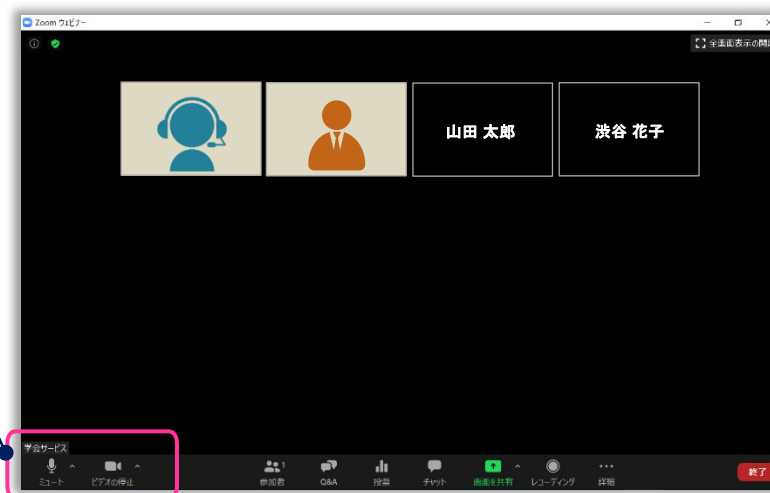 Zoom ウェビナー
全画面表示の開
山田 太郎
渋谷 花子
学会サービス
ミュート
ビデオの停止
1
参加者
Q&A
投票
チャット
画面を共有
レコーディング
詳細
終了